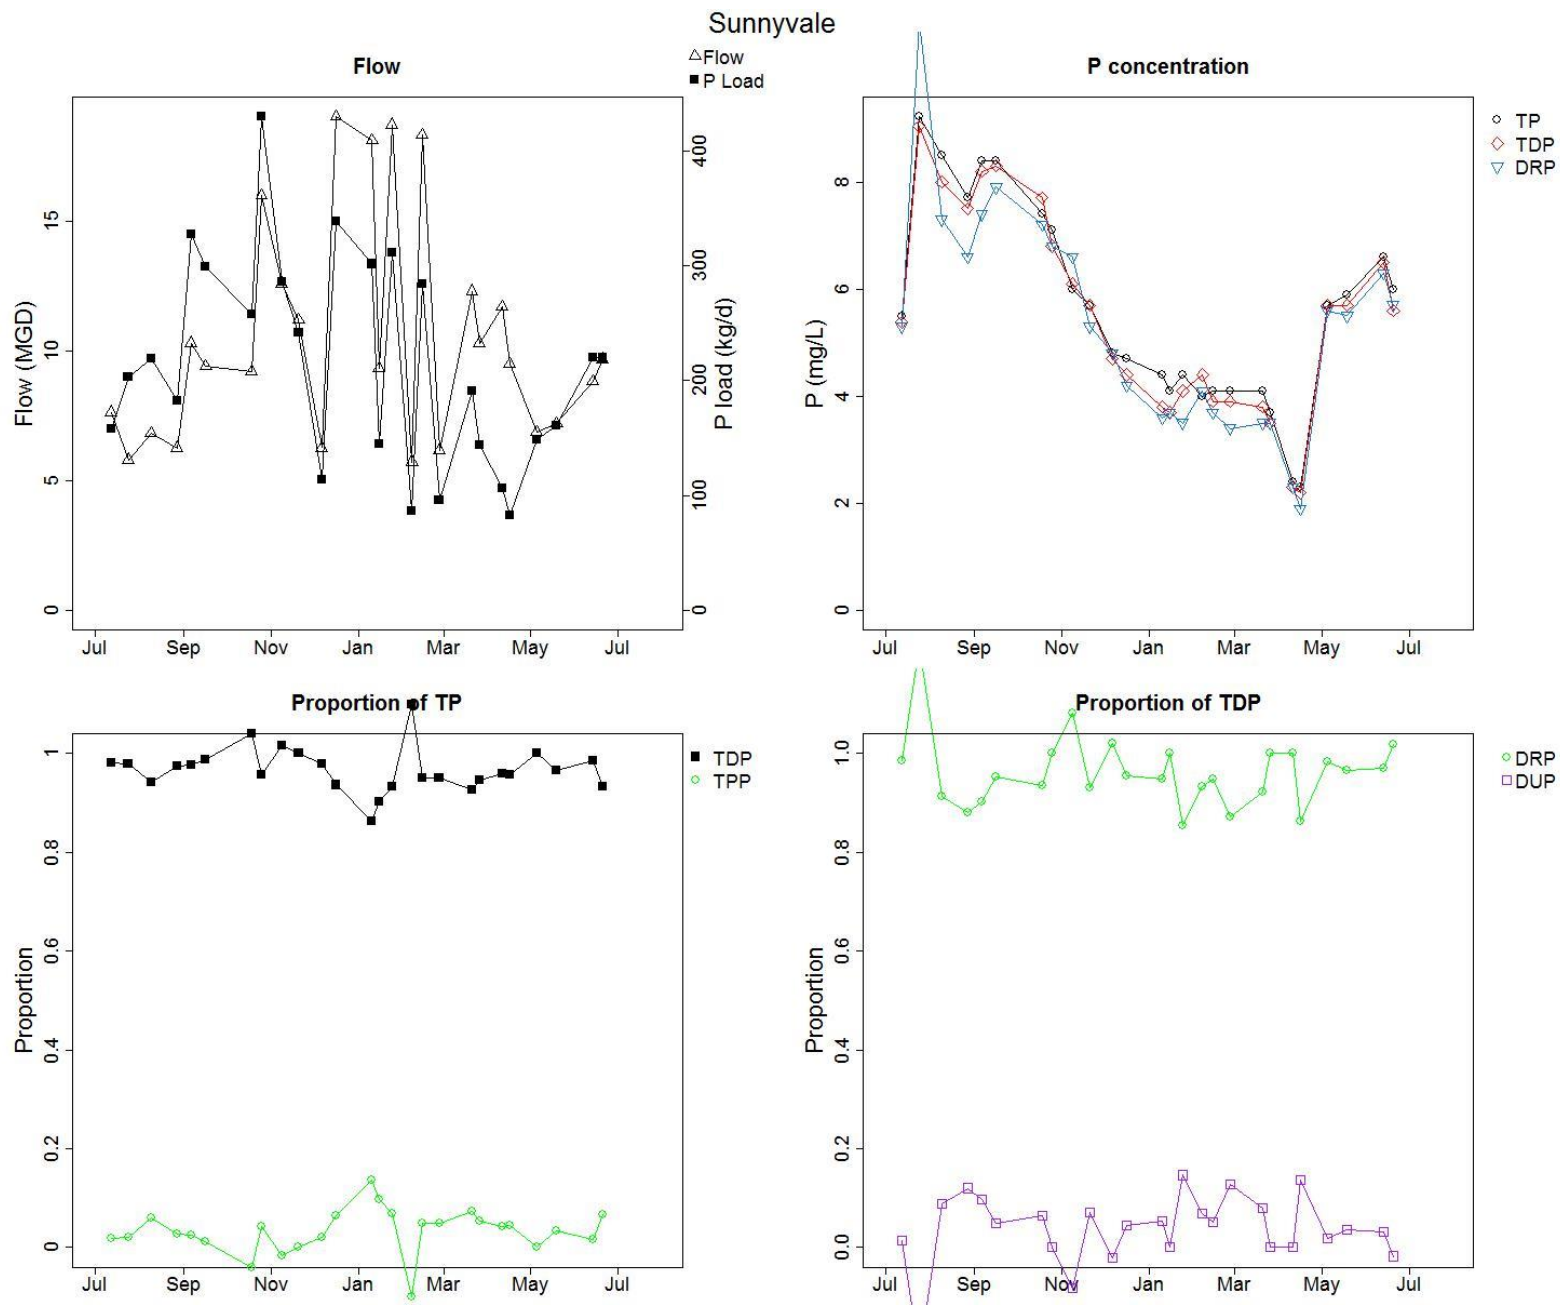 Sunnyvale
Flow
Flow
P Load
Flow (MGD)
0
5
10
15
P load (kg/d)
0
100
200
300
400
Jul Sep Nov Jan Mar May Jul
P concentration
TP
TDP
DRP
P (mg/L)
0
2
4
6
8
Jul Sep Nov Jan Mar May Jul
Proportion of TP
TDP
TPP
Proportion
0
0.2
0.4
0.6
0.8
1
Jul Sep Nov Jan Mar May Jul
Proportion of TDP
DRP
DUP
Proportion
0.0
0.2
0.4
0.6
0.8
1.0
Jul Sep Nov Jan Mar May Jul